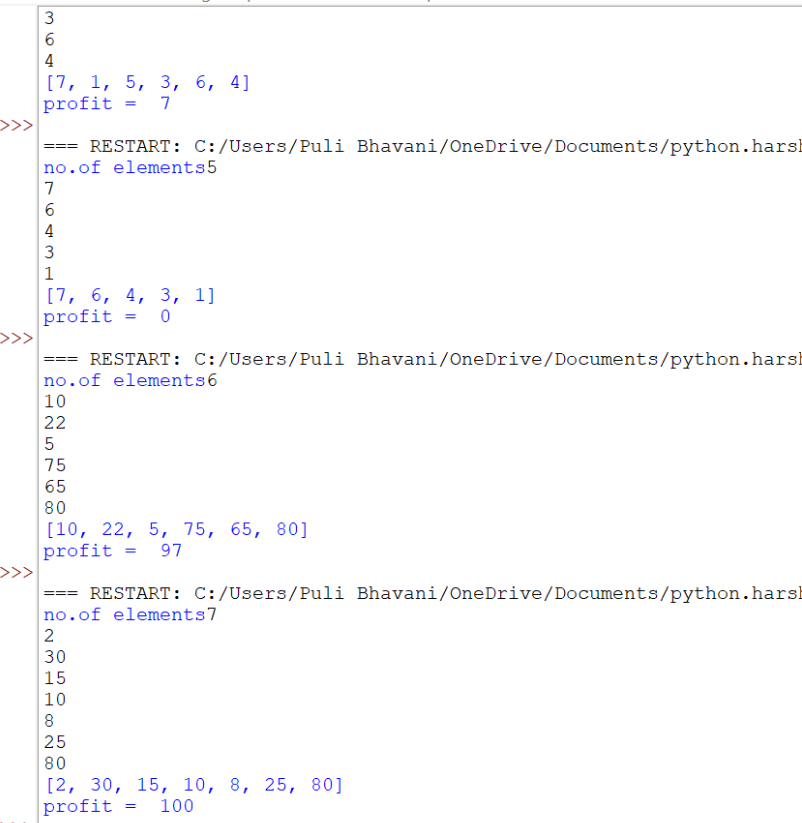 3
6
4
[7, 1, 5, 3, 6, 4]
profit =  7
>>>
=== RESTART: C:/Users/Puli Bhavani/OneDrive/Documents/python.harsh
no.of elements5
7
6
4
3
1
[7, 6, 4, 3, 1]
profit =  0
>>>
=== RESTART: C:/Users/Puli Bhavani/OneDrive/Documents/python.harsh
no.of elements6
10
22
5
75
65
80
[10, 22, 5, 75, 65, 80]
profit =  97
>>>
=== RESTART: C:/Users/Puli Bhavani/OneDrive/Documents/python.harsh
no.of elements7
2
30
15
10
8
25
80
[2, 30, 15, 10, 8, 25, 80]
profit =  100